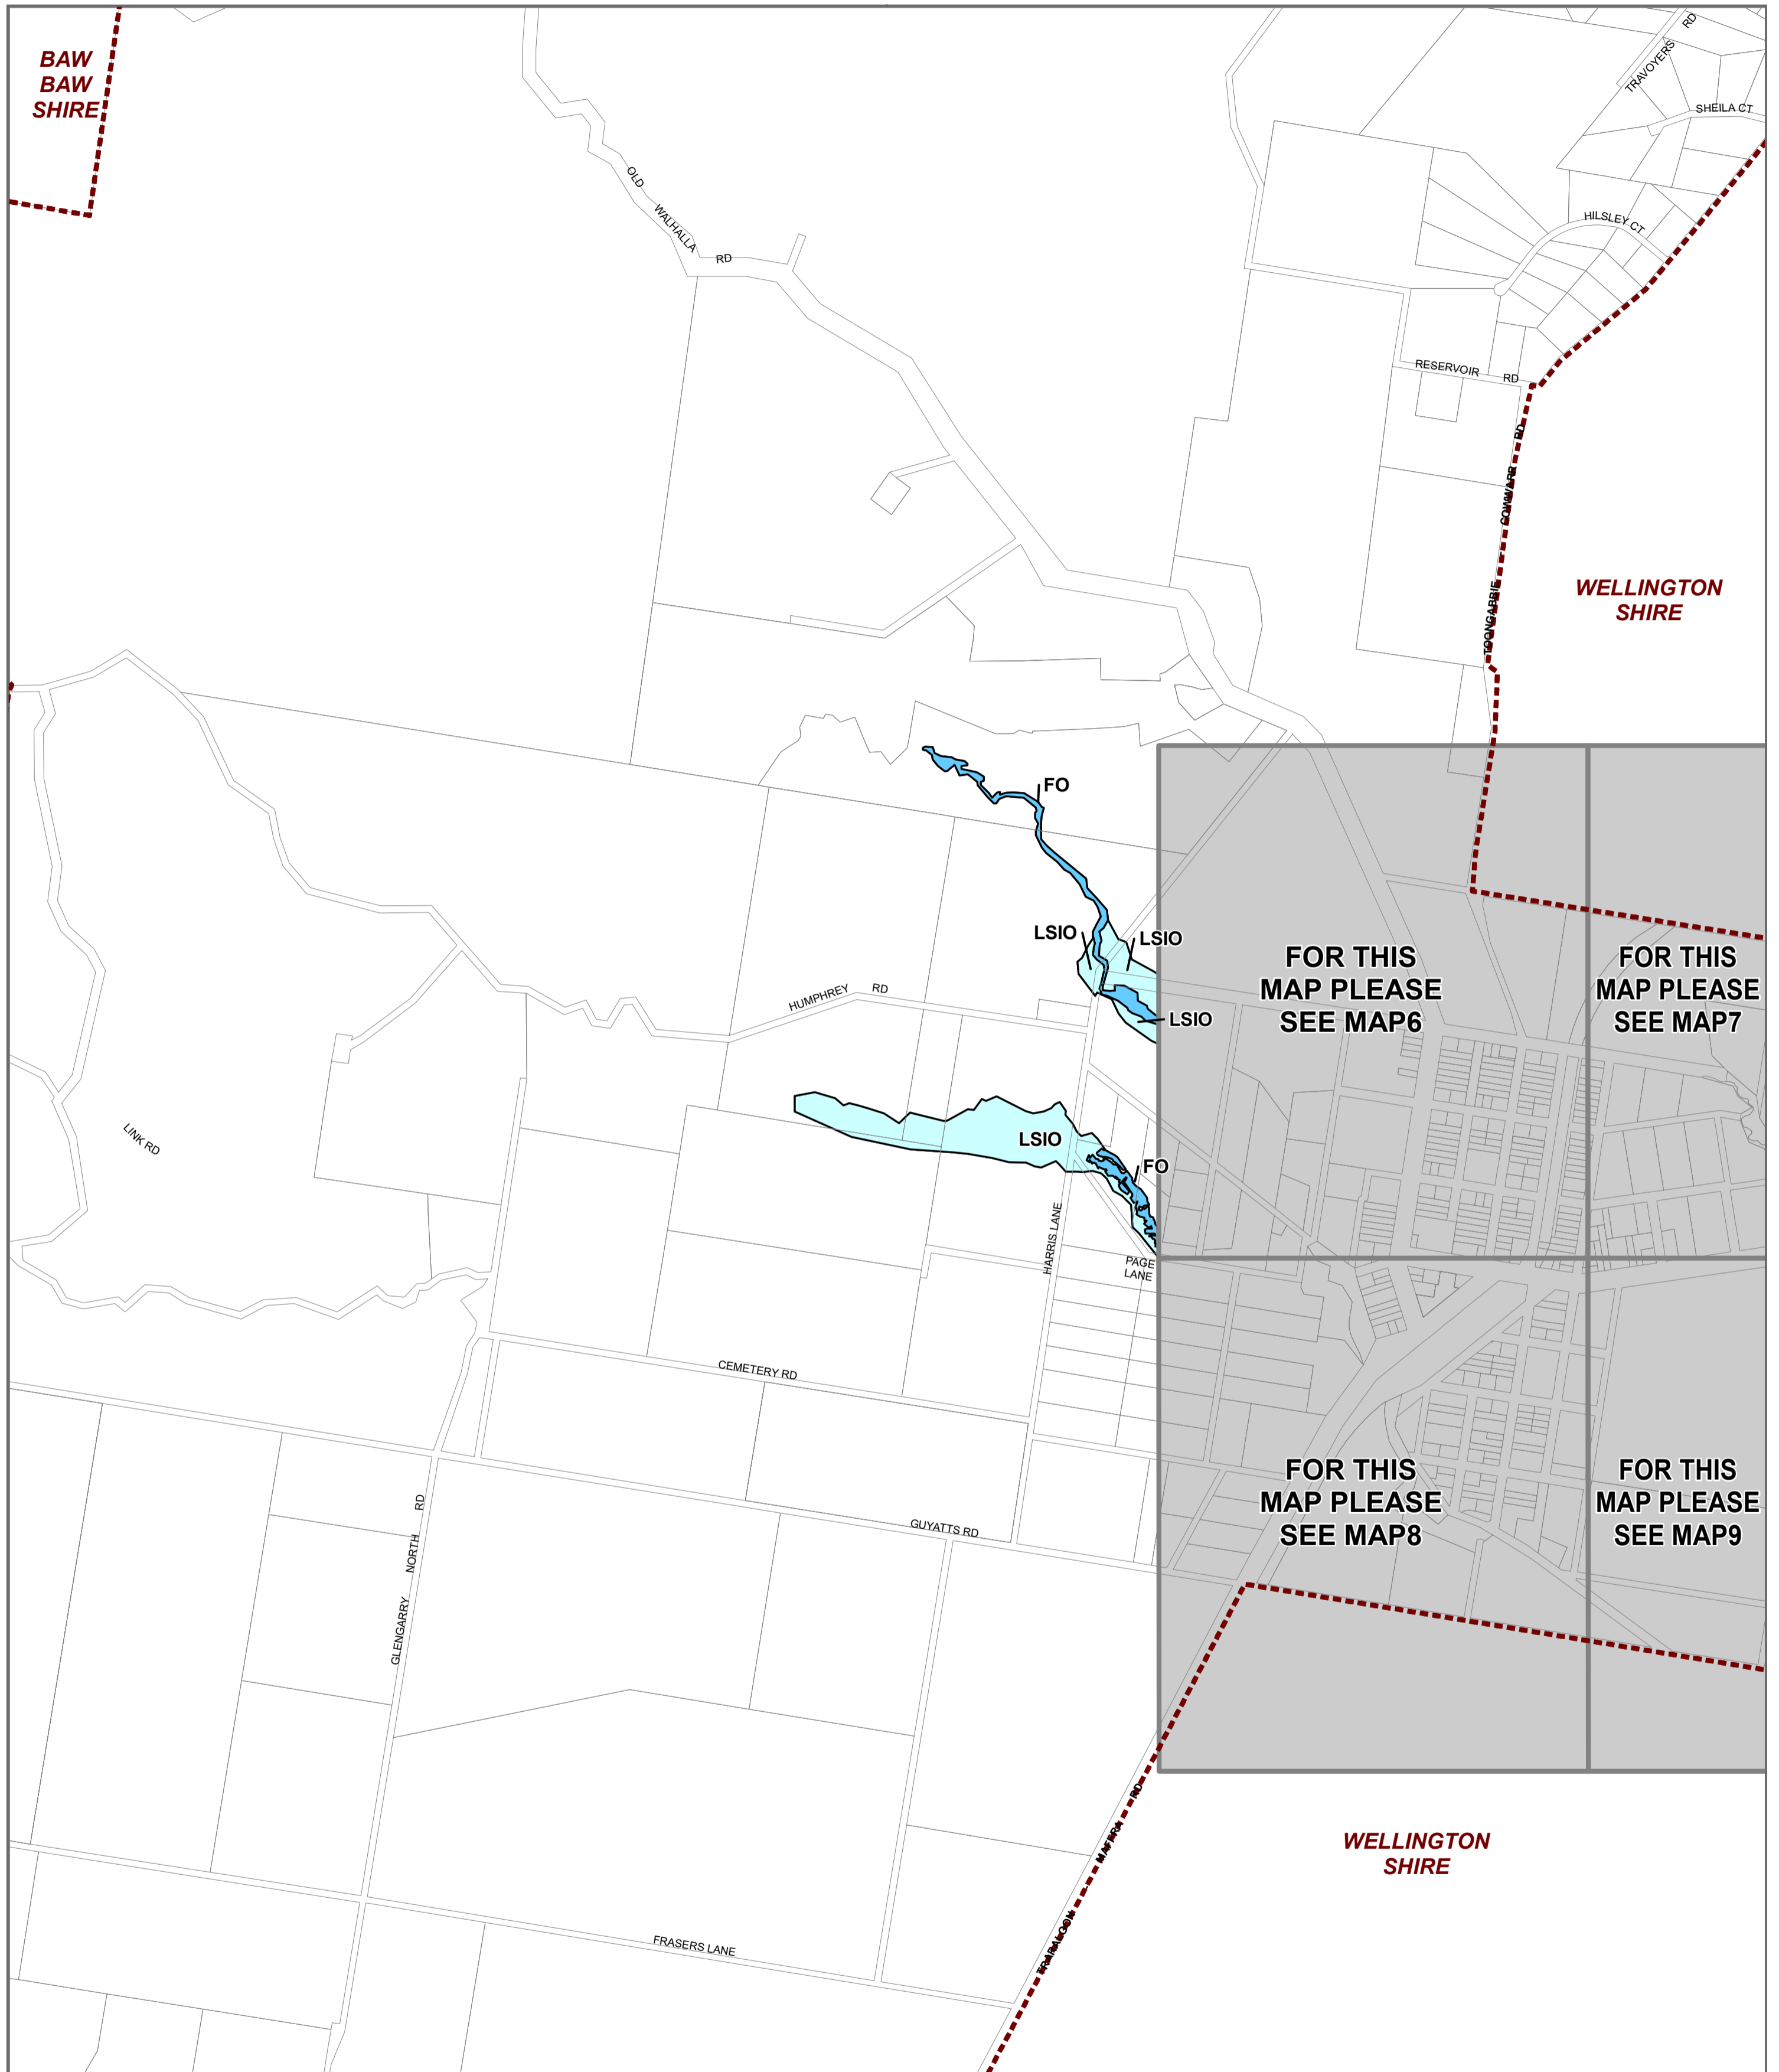 BAW
BAW
SHIRE
RD
TRAVOYERS
SHEILA CT
OLD
WALHALLA
RD
HILSLEY CT
RESERVOIR RD
COWWARR RD
TOONGABBIE
WELLINGTON
SHIRE
FO
LSIO
LSIO
LSIO
HUMPHREY RD
FOR THIS
MAP PLEASE
SEE MAP6
FOR THIS
MAP PLEASE
SEE MAP7
LINK RD
LSIO
FO
HARRIS LANE
PAGE
LANE
CEMETERY RD
GUYATTS RD
GLENGARRY NORTH RD
FOR THIS
MAP PLEASE
SEE MAP8
FOR THIS
MAP PLEASE
SEE MAP9
TRARALGON MAFFRA RD
WELLINGTON
SHIRE
FRASERS LANE